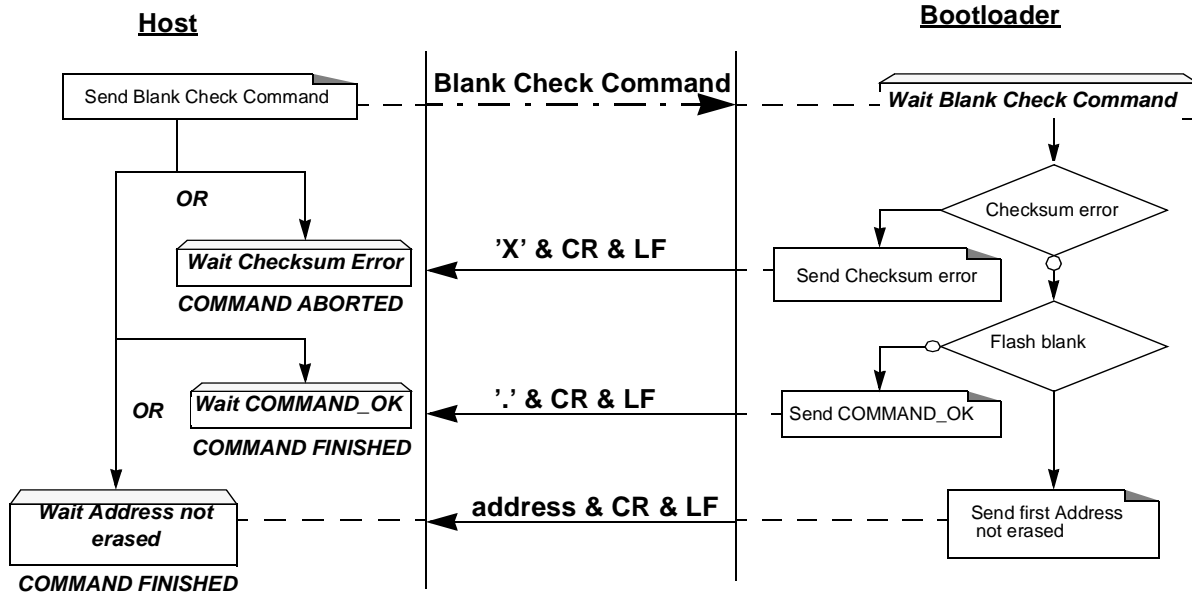 Host
Bootloader
Send Blank Check Command
Blank Check Command
Wait Blank Check Command
OR
Checksum error
Wait Checksum Error
’X’ & CR & LF
Send Checksum error
COMMAND ABORTED
Flash blank
OR
Wait COMMAND_OK
’.’ & CR & LF
Send COMMAND_OK
COMMAND FINISHED
Wait Address not
erased
address & CR & LF
Send first Address
not erased
COMMAND FINISHED